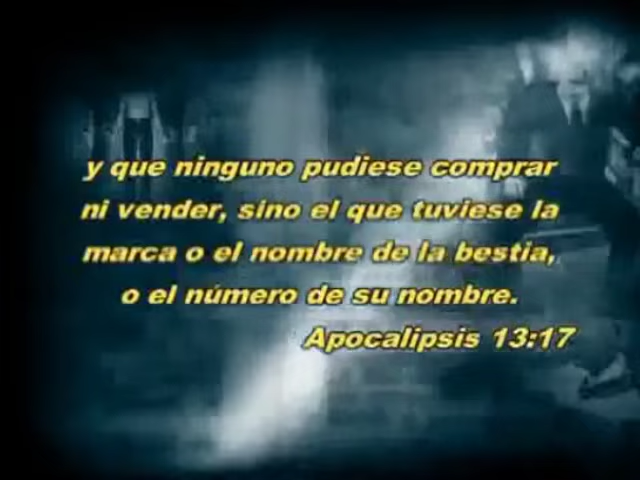 y que ninguno pudiese comprar
ni vender, sino el que tuviese la
marca o el nombre de la bestia,
o el número de su nombre.
Apocalipsis 13:17